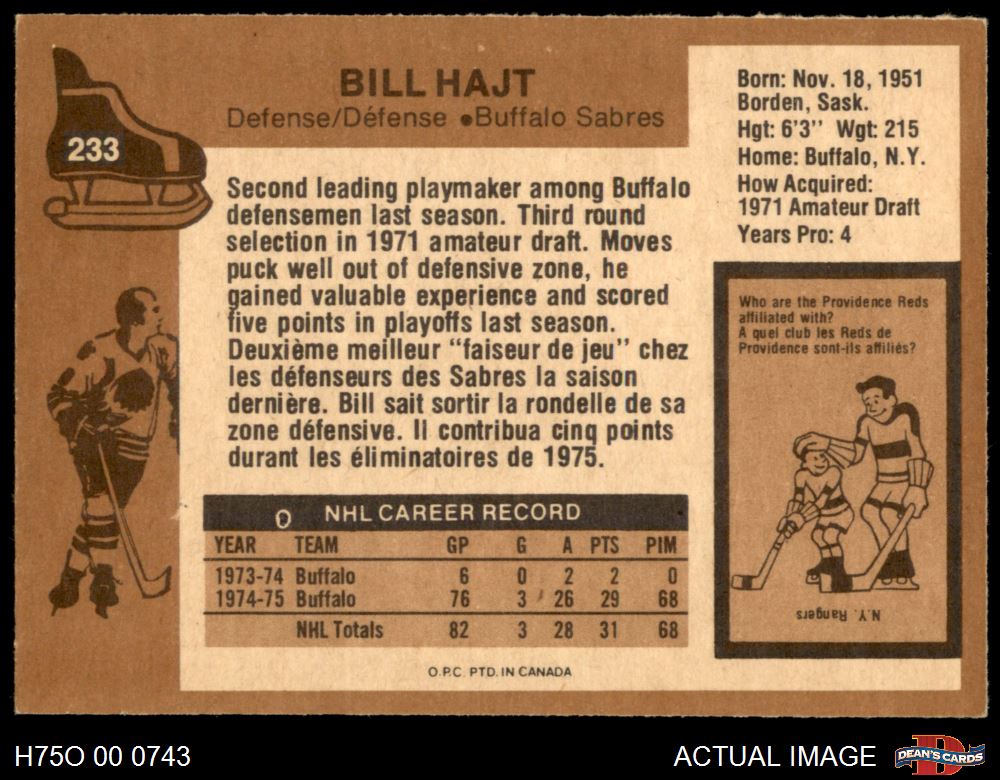 BILL HAJT
Defense/Défense •Buffalo Sabres
233
Born: Nov. 18, 1951
Borden, Sask.
Hgt: 6'3'' Wgt: 215
Home: Buffalo, N.Y.
How Acquired:
1971 Amateur Draft
Years Pro: 4
Second leading playmaker among Buffalo
defensemen last season. Third round
selection in 1971 amateur draft. Moves
puck well out of defensive zone, he
gained valuable experience and scored
five points in playoffs last season.
Deuxième meilleur "faiseur de jeu" chez
les défenseurs des Sabres la saison
dernière. Bill sait sortir la rondelle de sa
zone défensive. Il contribua cinq points
durant les éliminatoires de 1975.
Who are the Providence Reds
affiliated with?
A quel club les Reds de
Providence sont-ils affiliés?
N.Y. Rangers
NHL CAREER RECORD
YEAR TEAM GP G A PTS PIM
1973-74 Buffalo 6 0 2 2 0
1974-75 Buffalo 76 3 26 29 68
NHL Totals 82 3 28 31 68
O.P.C. PTD. IN CANADA
H75O 00 0743
ACTUAL IMAGE
DEAN'S CARDS